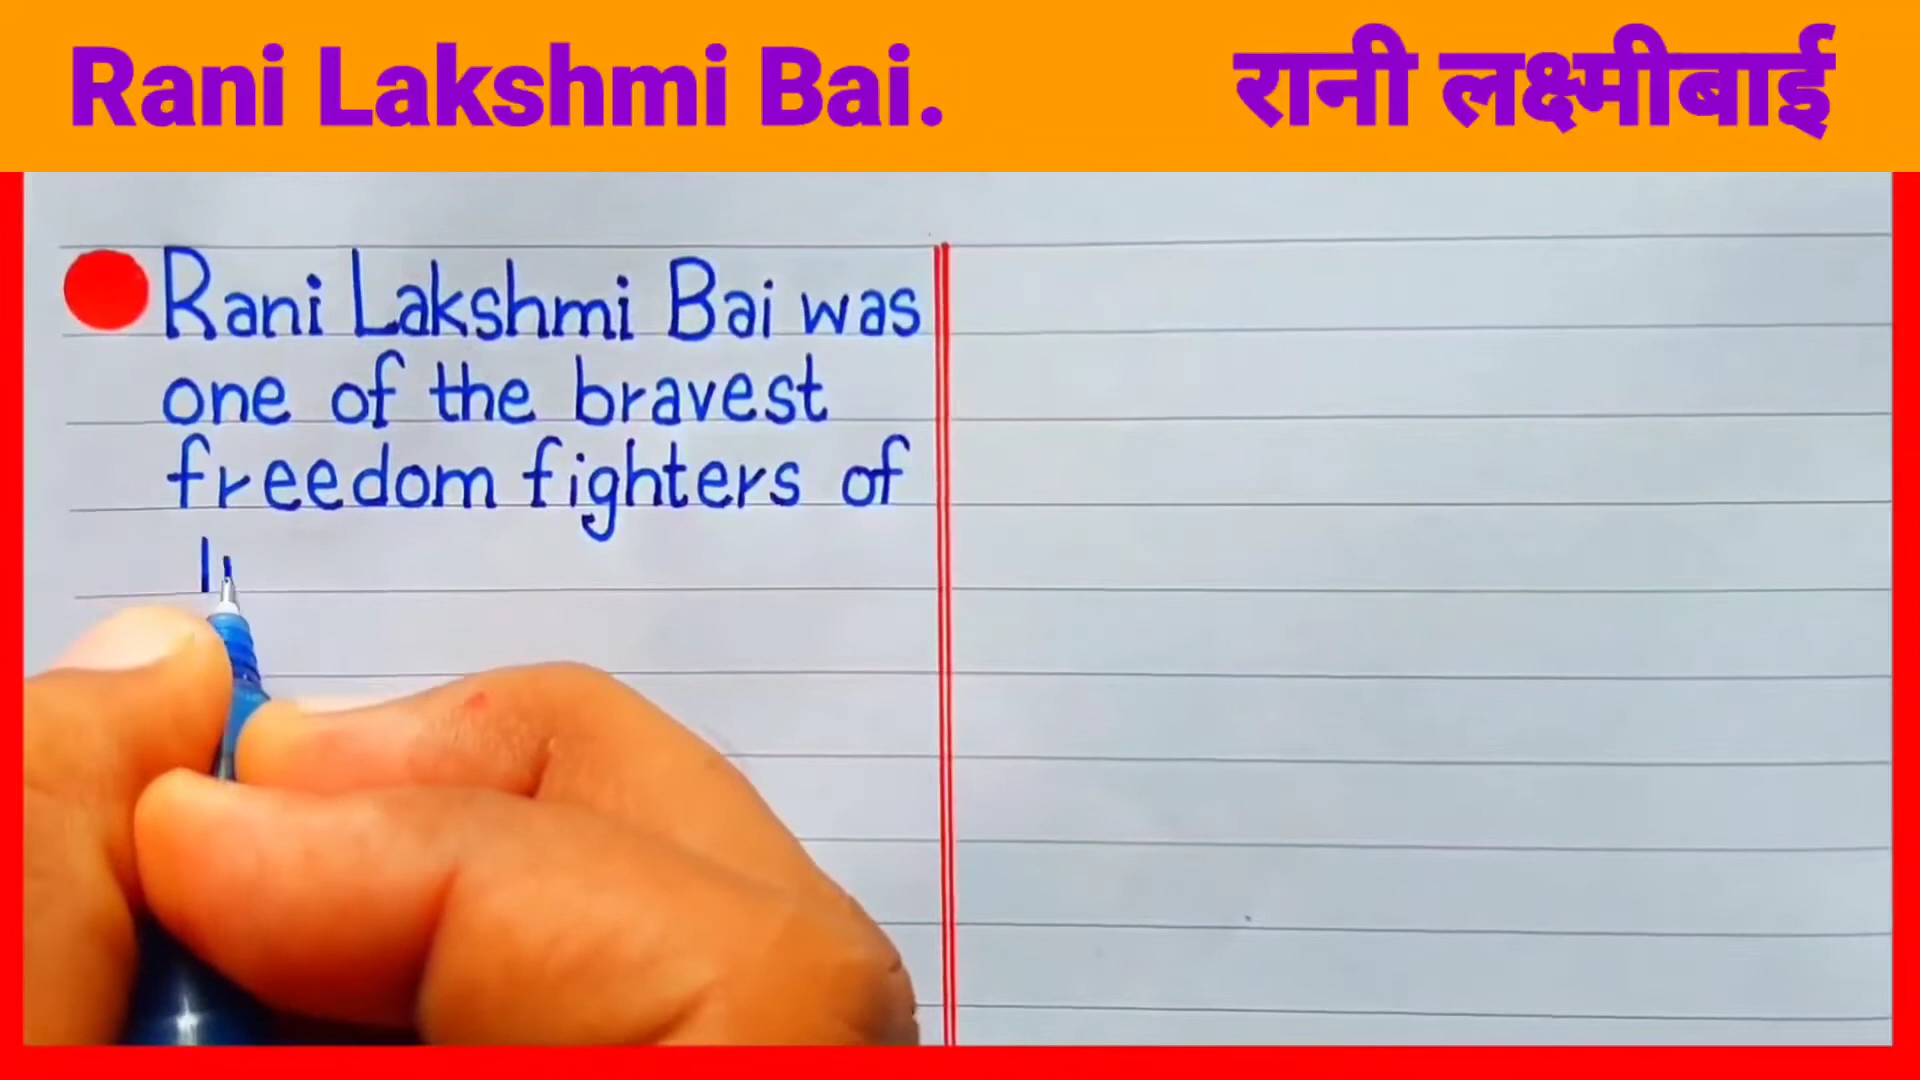 Rani Lakshmi Bai. रानी लक्ष्मीबाई
Rani Lakshmi Bai was
one of the bravest
freedom fighters of